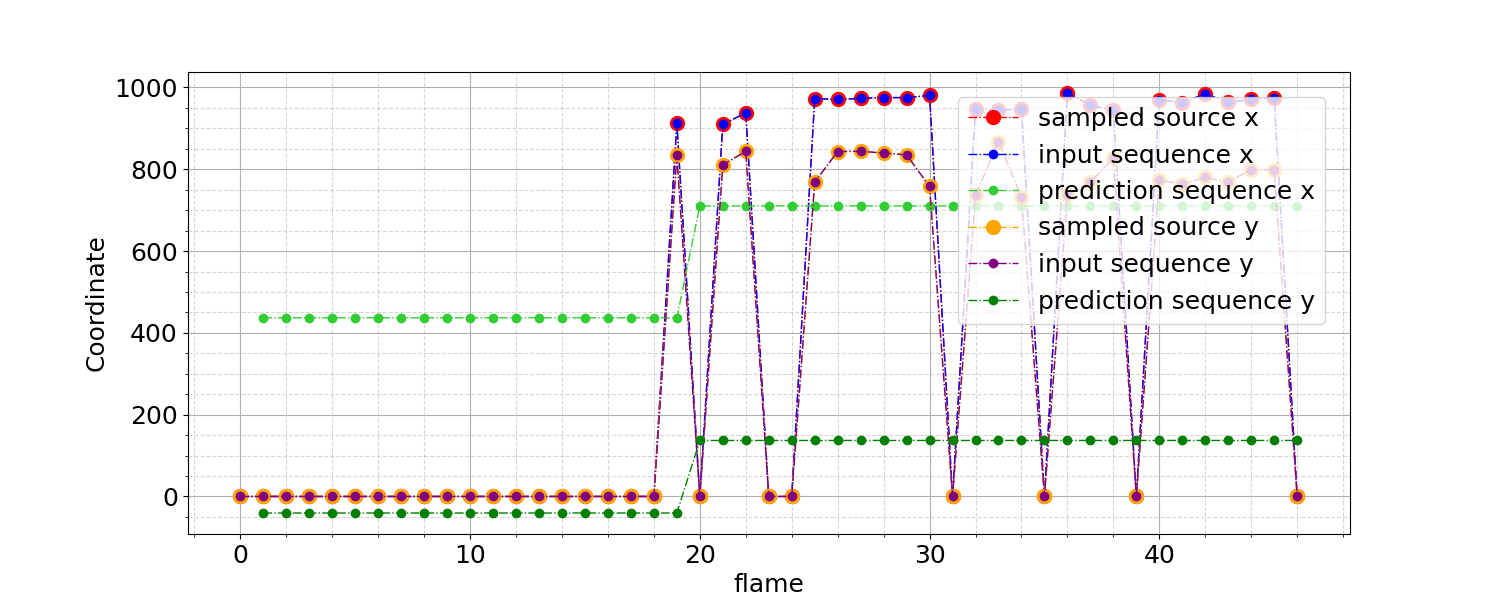 1000
800
600
400
200
0
Coordinate
0
10
20
30
40
flame
sampled source x
input sequence x
prediction sequence x
sampled source y
input sequence y
prediction sequence y